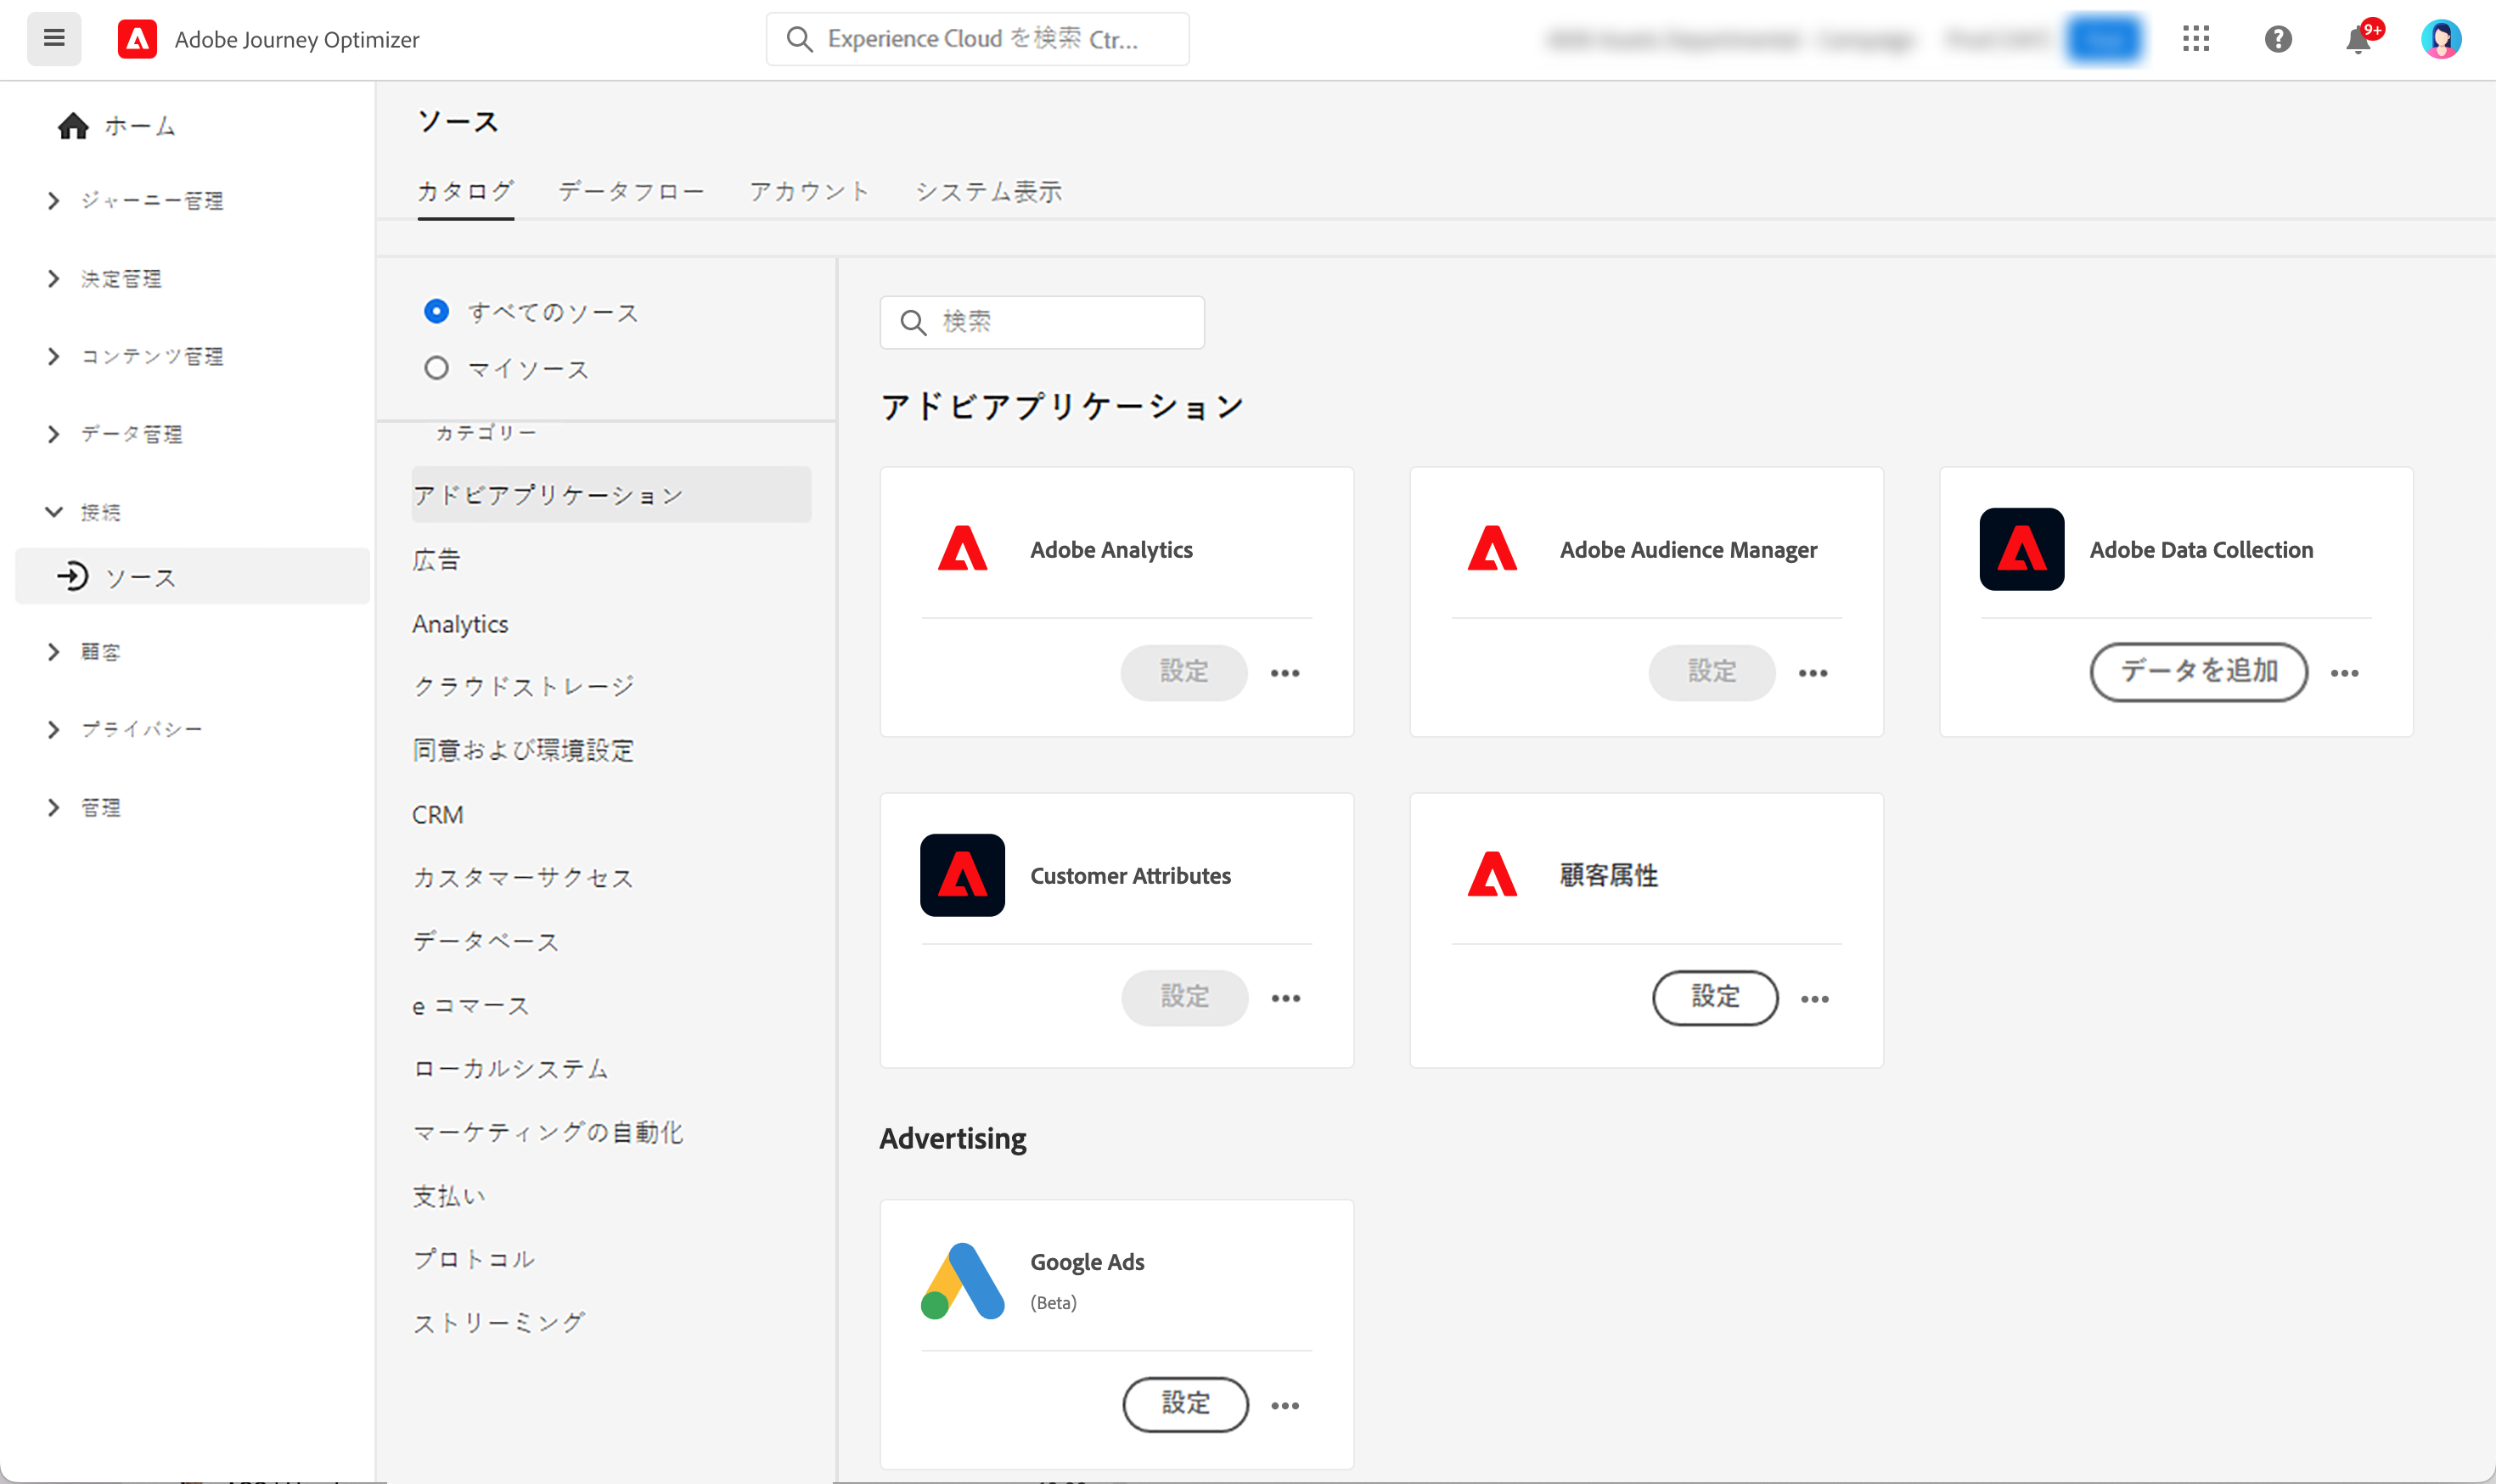 Adobe Journey Optimizer
Experience Cloud を検索 Ctr...
9+
ホーム
ジャーニー管理
決定管理
コンテンツ管理
データ管理
接続
ソース
顧客
プライバシー
管理
ソース
カタログ
データフロー
アカウント
システム表示
すべてのソース
マイソース
カテゴリー
アドビアプリケーション
広告
Analytics
クラウドストレージ
同意および環境設定
CRM
カスタマーサクセス
データベース
e コマース
ローカルシステム
マーケティングの自動化
支払い
プロトコル
ストリーミング
検索
アドビアプリケーション
Adobe Analytics
設定
Adobe Audience Manager
設定
Adobe Data Collection
データを追加
Customer Attributes
設定
顧客属性
設定
Advertising
Google Ads
(Beta)
設定